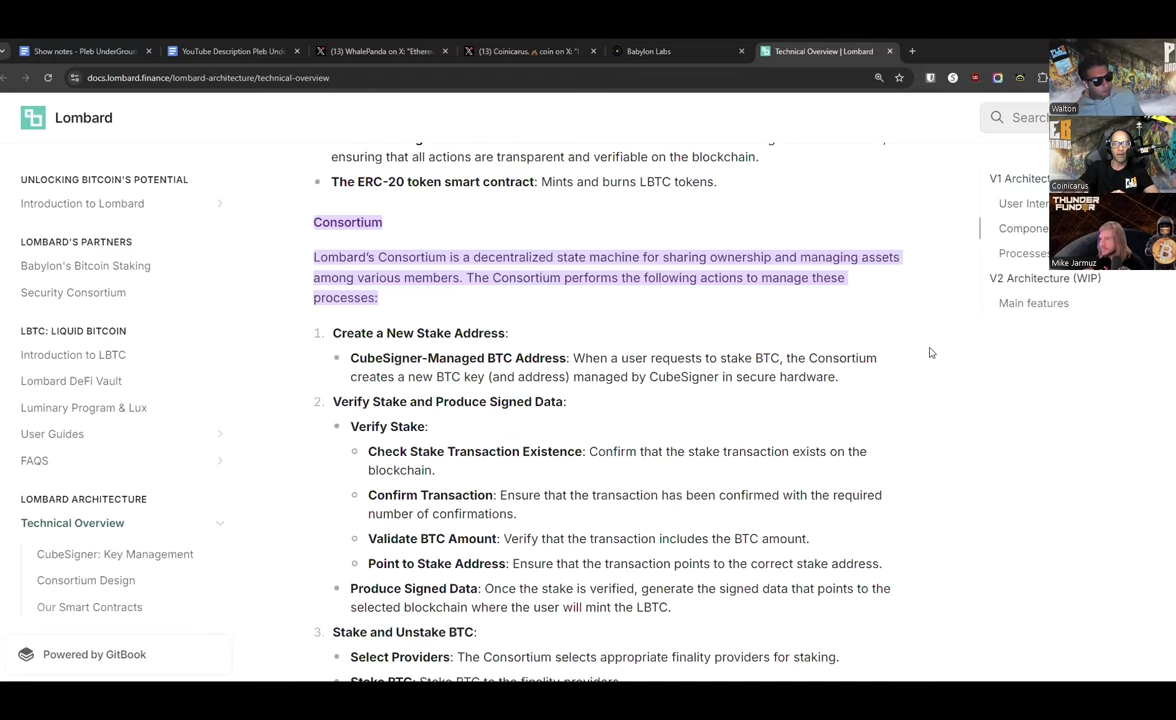 Show notes - Pleb UnderGroun
YouTube Description Pleb Und
(13) WhalePanda on X: "Ethere
(13) Coinicarus.🔥 coin on X: "I
Babylon Labs
Technical Overview | Lombard
docs.lombard.finance/lombard-architecture/technical-overview
Lombard
Search
ensuring that all actions are transparent and verifiable on the blockchain.
The ERC-20 token smart contract: Mints and burns LBTC tokens.
Consortium
Lombard's Consortium is a decentralized state machine for sharing ownership and managing assets
among various members. The Consortium performs the following actions to manage these
processes:
1. Create a New Stake Address:
CubeSigner-Managed BTC Address: When a user requests to stake BTC, the Consortium
creates a new BTC key (and address) managed by CubeSigner in secure hardware.
2. Verify Stake and Produce Signed Data:
Verify Stake:
Check Stake Transaction Existence: Confirm that the stake transaction exists on the
blockchain.
Confirm Transaction: Ensure that the transaction has been confirmed with the required
number of confirmations.
Validate BTC Amount: Verify that the transaction includes the BTC amount.
Point to Stake Address: Ensure that the transaction points to the correct stake address.
Produce Signed Data: Once the stake is verified, generate the signed data that points to the
selected blockchain where the user will mint the LBTC.
3. Stake and Unstake BTC:
Select Providers: The Consortium selects appropriate finality providers for staking.
Stake BTC: Stake BTC to the finality providers.
UNLOCKING BITCOIN'S POTENTIAL
Introduction to Lombard
LOMBARD'S PARTNERS
Babylon's Bitcoin Staking
Security Consortium
LBTC: LIQUID BITCOIN
Introduction to LBTC
Lombard DeFi Vault
Luminary Program & Lux
User Guides
FAQS
LOMBARD ARCHITECTURE
Technical Overview
CubeSigner: Key Management
Consortium Design
Our Smart Contracts
Powered by GitBook
V1 Architect
User Inter
Compone
Processes
V2 Architecture (WIP)
Main features
Walton
Coinicarus
THUNDER
FUNDER
Mike Jarmuz